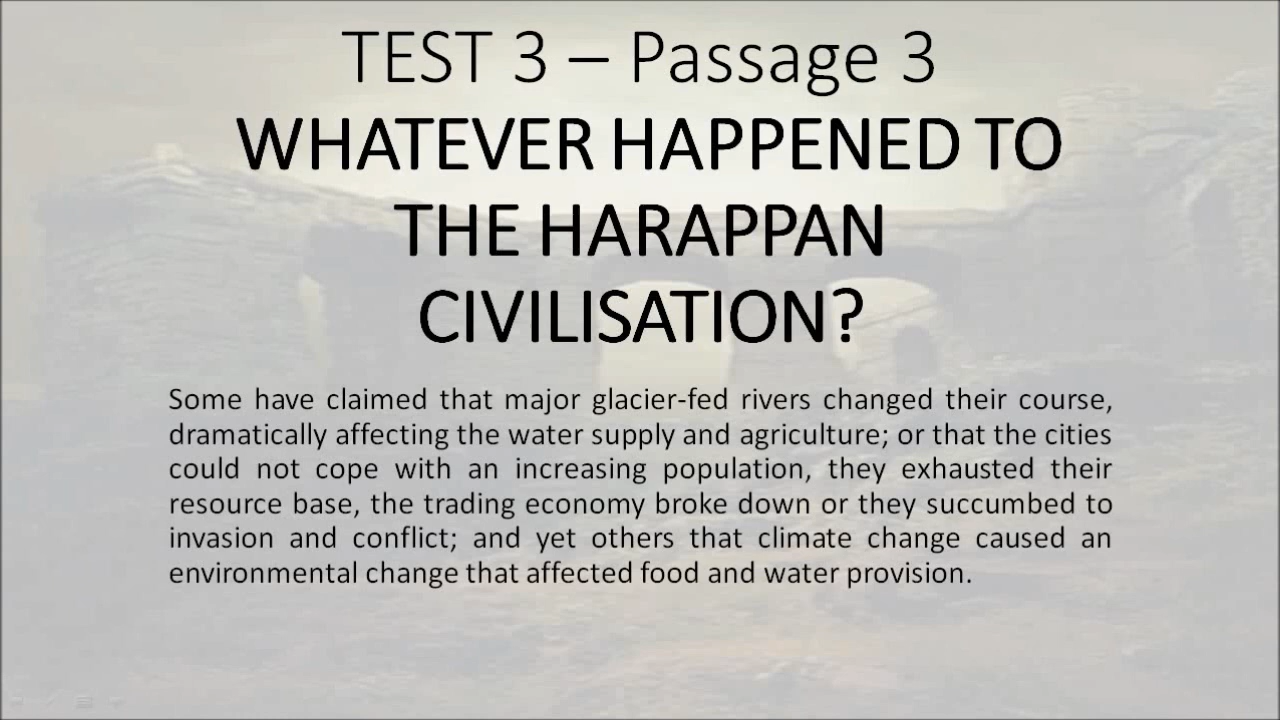 TEST 3 – Passage 3
WHATEVER HAPPENED TO
THE HARAPPAN
CIVILISATION?
Some have claimed that major glacier-fed rivers changed their course,
dramatically affecting the water supply and agriculture; or that the cities
could not cope with an increasing population, they exhausted their
resource base, the trading economy broke down or they succumbed to
invasion and conflict; and yet others that climate change caused an
environmental change that affected food and water provision.